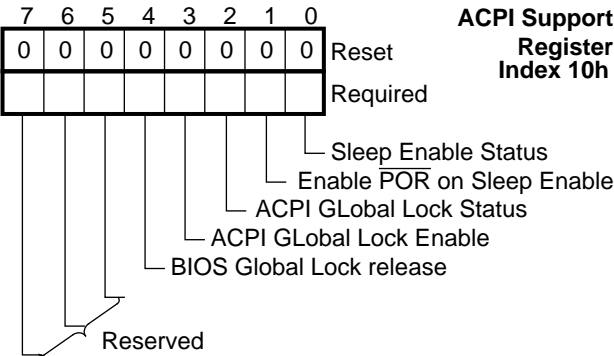 7 6 5 4 3 2 1 0
ACPI Support
Register
Index 10h
0 0 0 0 0 0 0 0 Reset
Required
Sleep Enable Status
Enable POR on Sleep Enable
ACPI GLobal Lock Status
ACPI GLobal Lock Enable
BIOS Global Lock release
Reserved